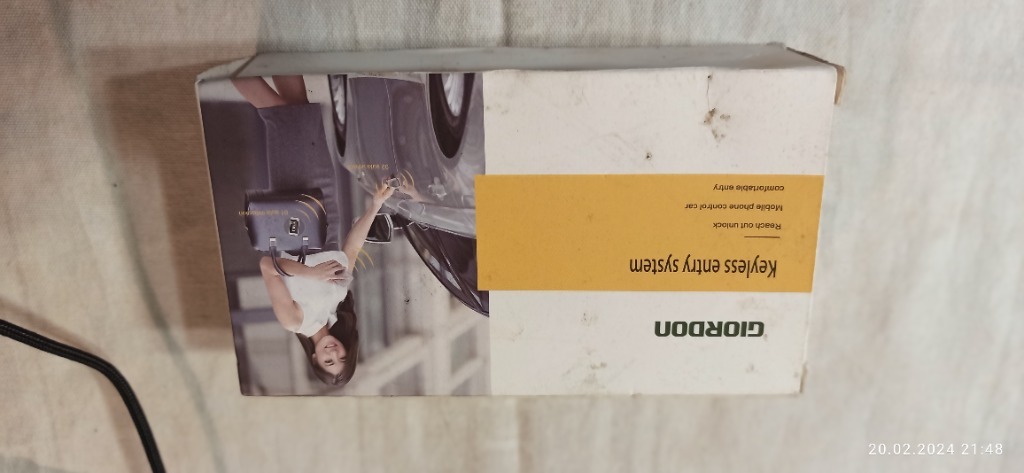 GIORDON
Keyless entry system
Reach out unlock
Mobile phone control car
comfortable entry
20.02.2024 21:48